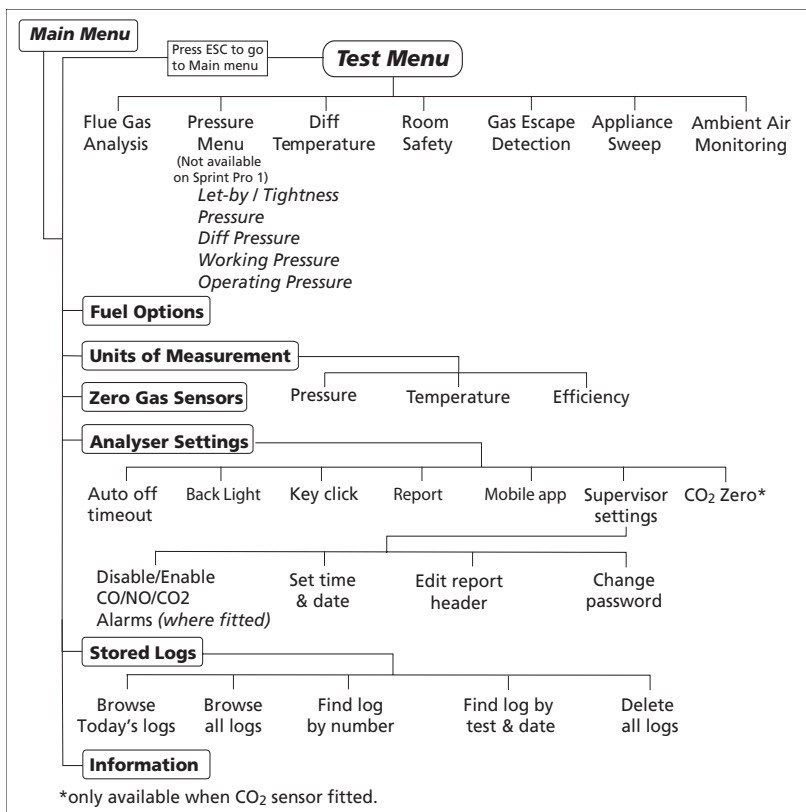 Main Menu
Press ESC to go
to Main menu
Test Menu
Flue Gas
Analysis
Pressure
Menu
(Not available
on Sprint Pro 1)
Let-by / Tightness
Pressure
Diff Pressure
Working Pressure
Operating Pressure
Diff
Temperature
Room
Safety
Gas Escape
Detection
Appliance
Sweep
Ambient Air
Monitoring
Fuel Options
Units of Measurement
Pressure
Temperature
Efficiency
Zero Gas Sensors
Analyser Settings
Auto off
timeout
Back Light
Key click
Report
Mobile app
Supervisor
settings
CO₂ Zero*
Disable/Enable
CO/NO/CO2
Alarms (where fitted)
Set time
& date
Edit report
header
Change
password
Stored Logs
Browse
Today's logs
Browse
all logs
Find log
by number
Find log by
test & date
Delete
all logs
Information
*only available when CO₂ sensor fitted.